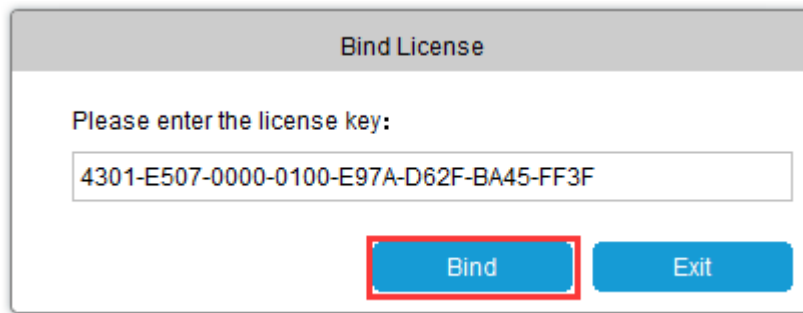 Bind License
Please enter the license key:
4301-E507-0000-0100-E97A-D62F-BA45-FF3F
Bind Exit